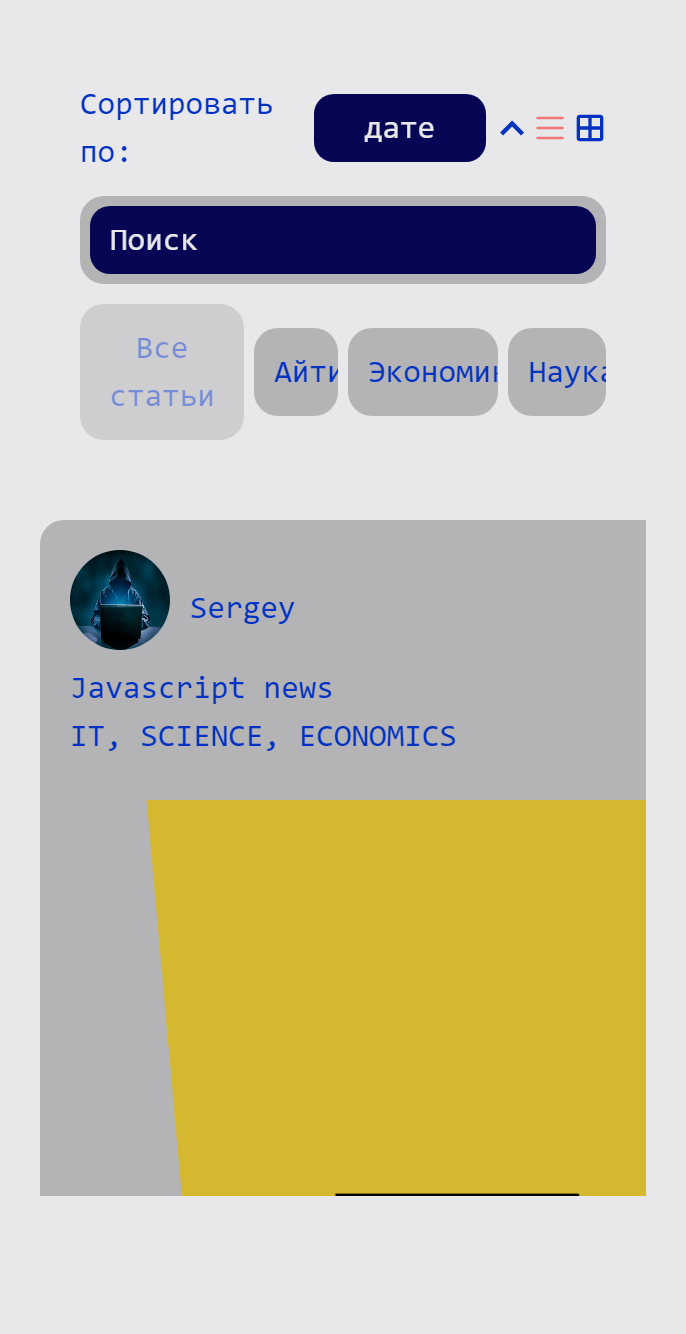 Сортировать
по:
дате
Поиск
Все
статьи
Айти
Экономик
Наука
Sergey
Javascript news
IT, SCIENCE, ECONOMICS